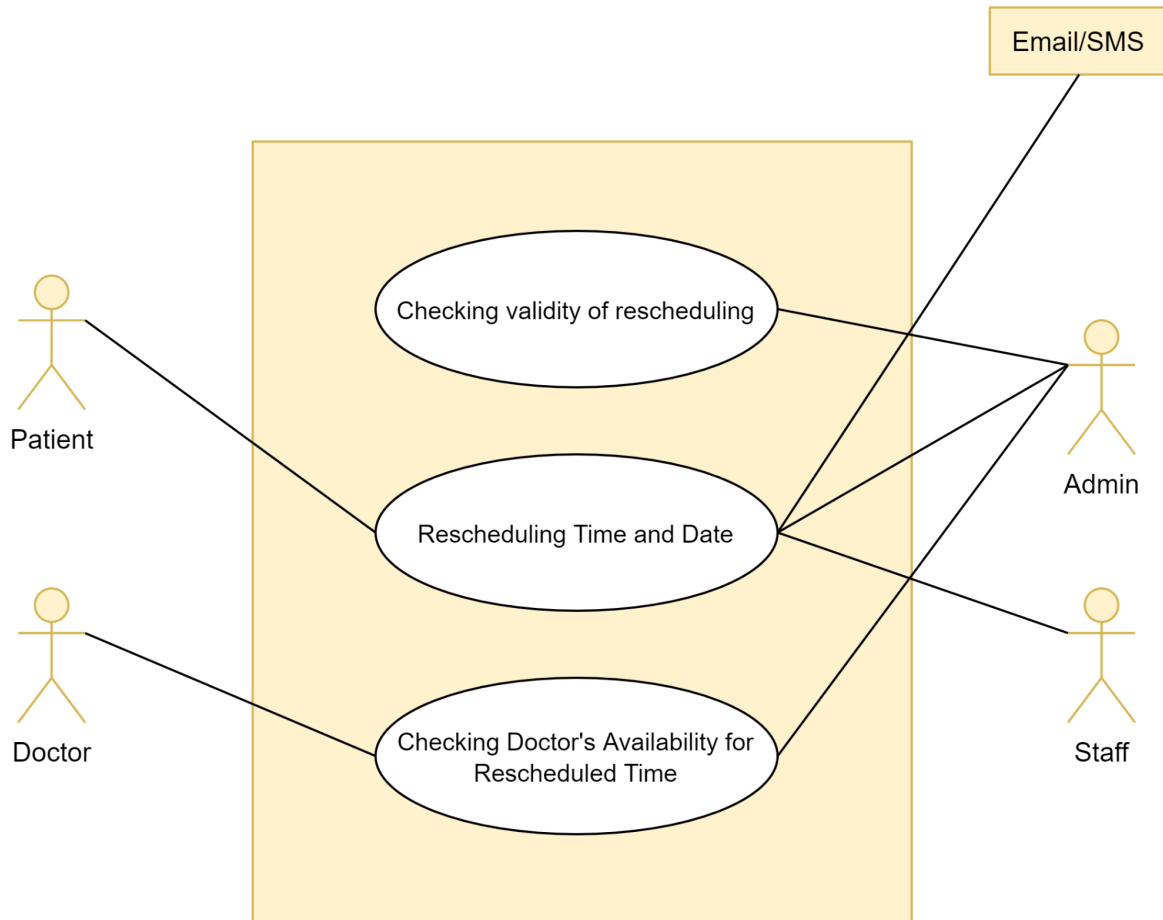 Email/SMS
Checking validity of rescheduling
Patient
Admin
Rescheduling Time and Date
Doctor
Checking Doctor's Availability for
Rescheduled Time
Staff